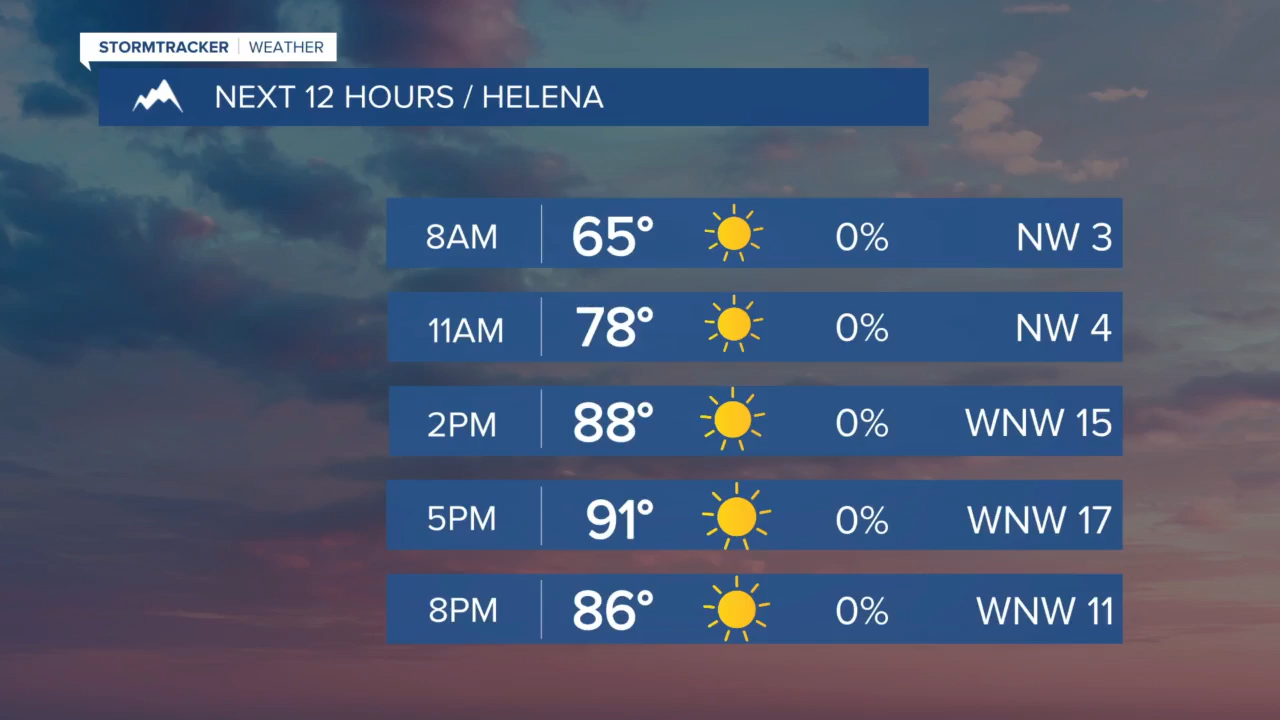 STORMTRACKER | WEATHER
NEXT 12 HOURS / HELENA
8AM 65° 0% NW 3
11AM 78° 0% NW 4
2PM 88° 0% WNW 15
5PM 91° 0% WNW 17
8PM 86° 0% WNW 11